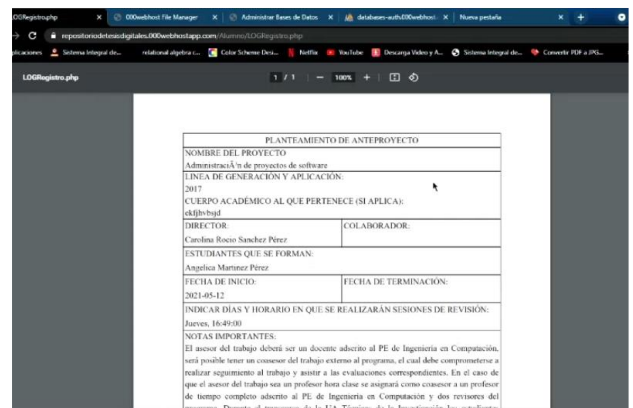 OGRegistro.php
000webhost File Manager
Administrar Bases de Datos
databases-auth.000webhost.
Nueva pestaña
repositoriodetesisdigitales.000webhostapp.com/Alumno/LOGRegistro.php
plicaciones
Sistema Integral de...
relational algebra c...
Color Scheme Desi...
Netflix
YouTube
Descarga Video y A...
Sistema Integral de...
Convertir PDF a JPG...
LOGRegistro.php
1 / 1
100%
PLANTEAMIENTO DE ANTEPROYECTO
NOMBRE DEL PROYECTO
AdministraciÃ³n de proyectos de software
LINEA DE GENERACIÓN Y APLICACIÓN:
2017
CUERPO ACADÉMICO AL QUE PERTENECE (SI APLICA):
DIRECTOR:
COLABORADOR:
Carolina Rocio Sanchez Pérez
ESTUDIANTES QUE SE FORMAN:
Angelica Martinez Pérez
FECHA DE INICIO:
FECHA DE TERMINACIÓN:
2021-05-12
INDICAR DÍAS Y HORARIO EN QUE SE REALIZARÁN SESIONES DE REVISIÓN:
Jueves, 16:49:00
NOTAS IMPORTANTES:
El asesor del trabajo deberá ser un docente adscrito al PE de Ingeniería en Computación,
será posible tener un coasesor del trabajo externo al programa, el cual debe comprometerse a
realizar seguimiento al trabajo y asistir a las evaluaciones correspondientes. En el caso de
que el asesor del trabajo sea un profesor hora clase se asignará como coasesor a un profesor
de tiempo completo adscrito al PE de Ingeniería en Computación y dos revisores del